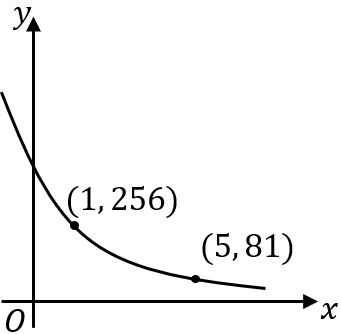 y
(1, 256)
(5, 81)
O
x